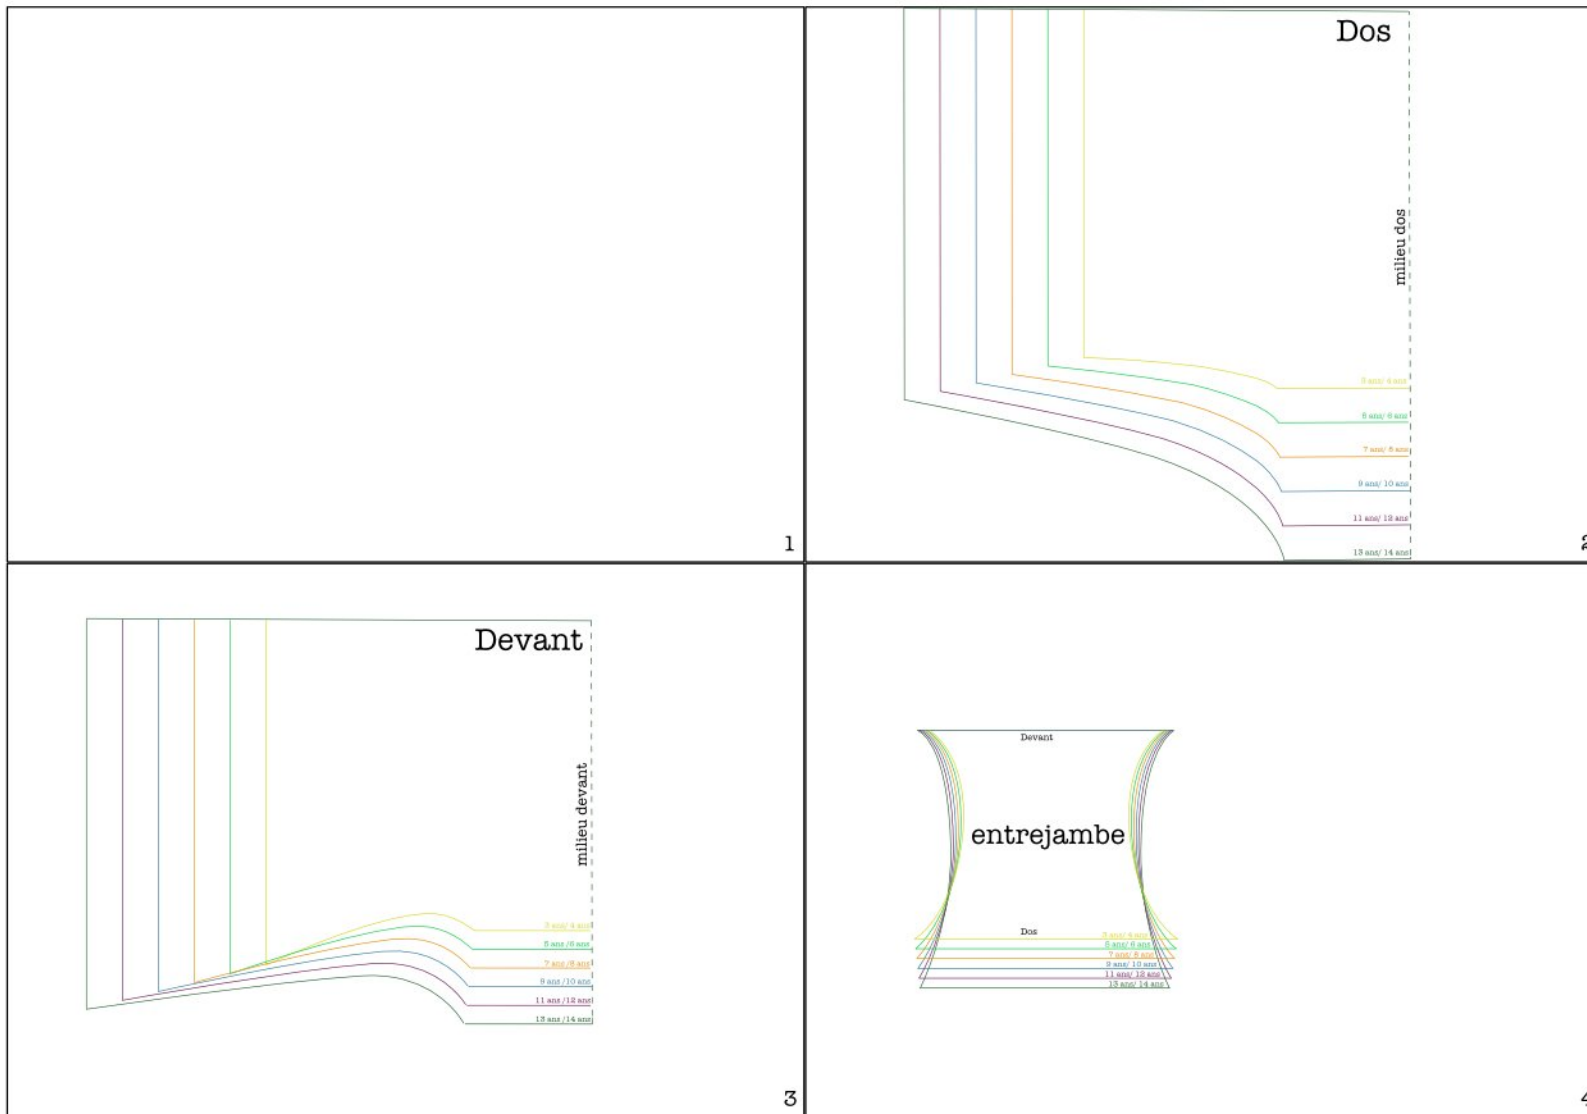 1
Dos
milieu dos
3 ans/ 4 ans
5 ans/ 6 ans
7 ans/ 8 ans
9 ans/ 10 ans
11 ans/ 12 ans
13 ans/ 14 ans
2
Devant
milieu devant
3 ans/ 4 ans
5 ans /6 ans
7 ans /8 ans
9 ans /10 ans
11 ans /12 ans
13 ans /14 ans
3
Devant
entrejambe
Dos
3 ans/ 4 ans
5 ans/ 6 ans
7 ans/ 8 ans
9 ans/ 10 ans
11 ans/ 12 ans
13 ans/ 14 ans
4